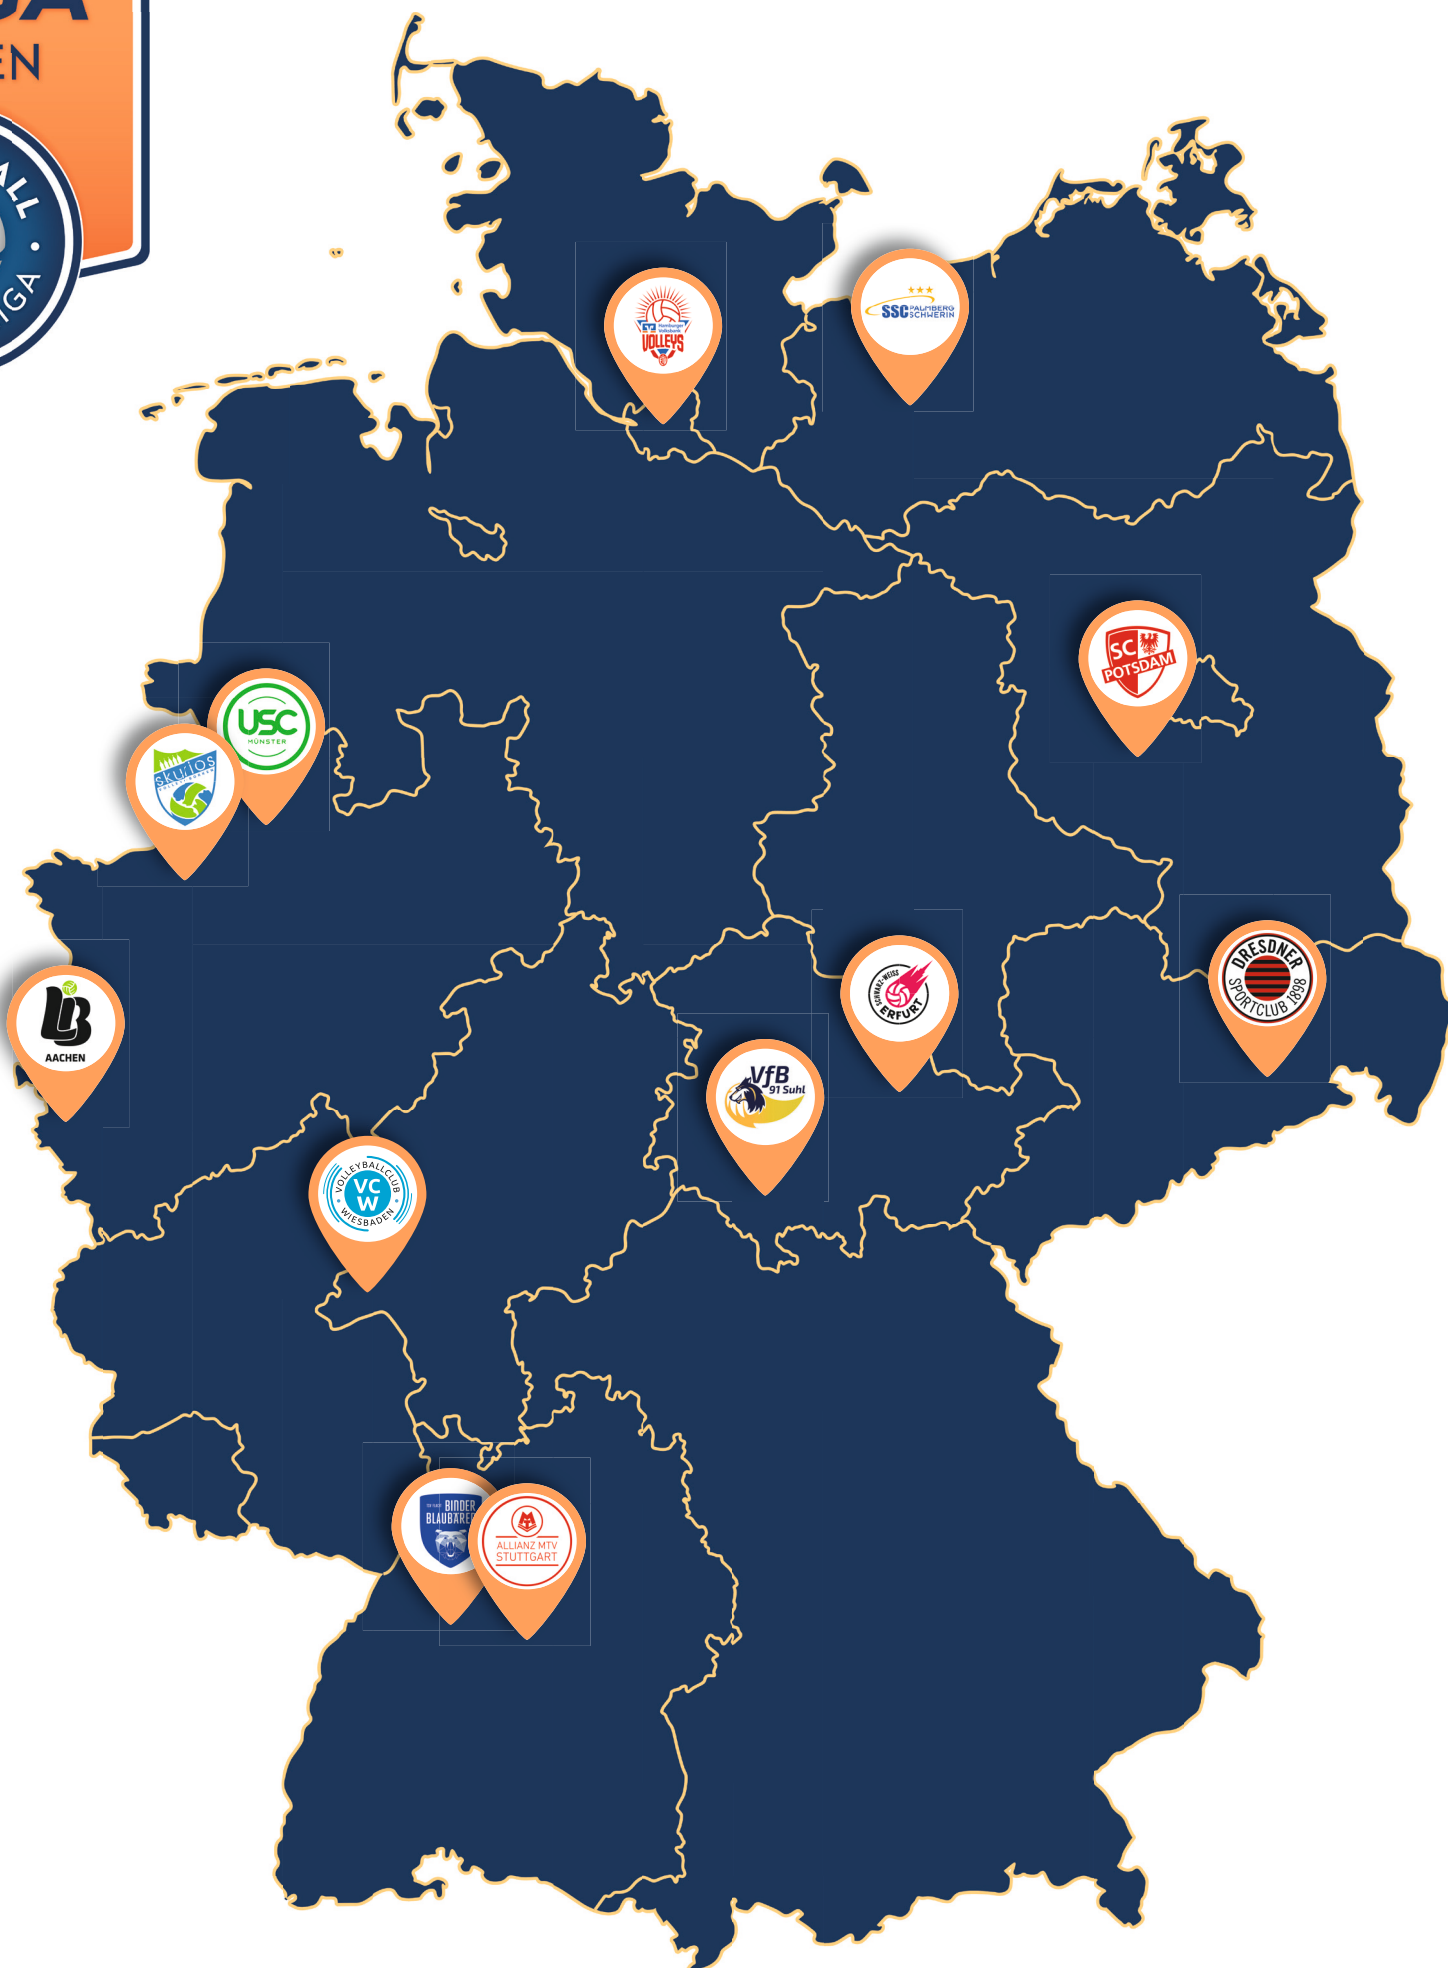 EN
ALL •
IGA
Hamburger
Volksbank
VOLLEYS
★★★
SSC PALMBERG
SCHWERIN
SC
POTSDAM
USC
MÜNSTER
skurios
DRESDNER
SPORTCLUB 1898
SCHWARZ-WEISS
ERFURT
LiB
AACHEN
VfB
91 Suhl
VOLLEYBALLCLUB
VC
W
WIESBADEN
BINDER
BLAUBÄREN
ALLIANZ MTV
STUTTGART